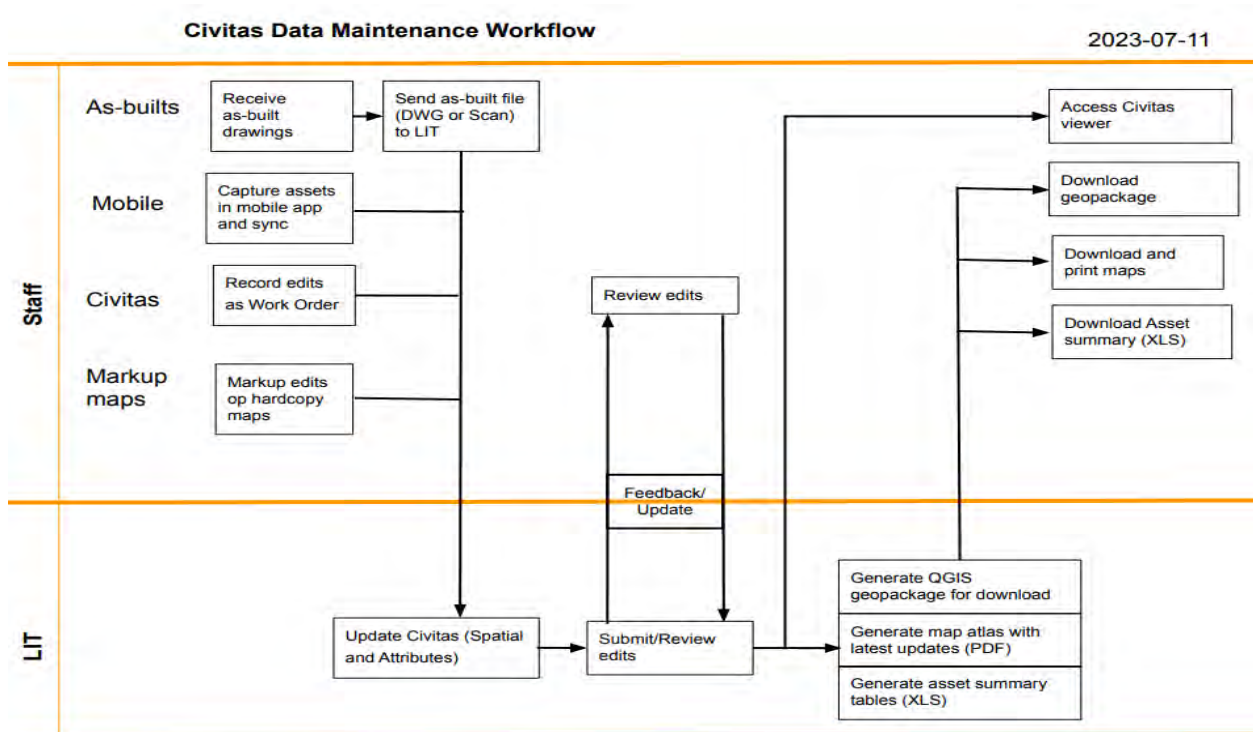 Civitas Data Maintenance Workflow
2023-07-11
As-builts
Receive
as-built
drawings
Send as-built file
(DWG or Scan)
to LIT
Access Civitas
viewer
Mobile
Capture assets
in mobile app
and sync
Download
geopackage
Staff
Civitas
Record edits
as Work Order
Review edits
Download and
print maps
Download Asset
summary (XLS)
Markup
maps
Markup edits
op hardcopy
maps
Feedback/
Update
LIT
Update Civitas (Spatial
and Attributes)
Submit/Review
edits
Generate QGIS
geopackage for download
Generate map atlas with
latest updates (PDF)
Generate asset summary
tables (XLS)